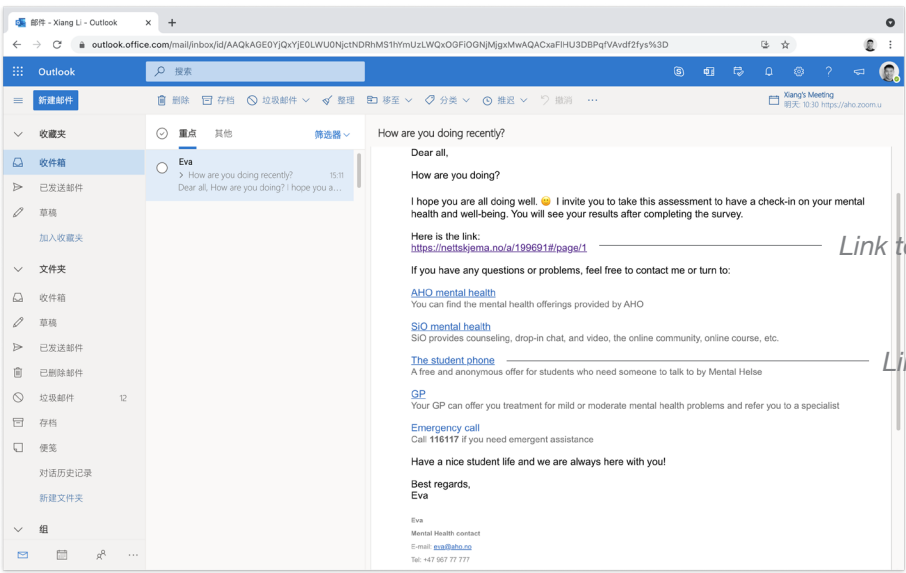 邮件 - Xiang Li - Outlook
outlook.office.com/mail/inbox/id/AAQkAGE0YjQxYjE0LWU0NjctNDRhMS1hYmUzLWQxOGFiOGNjMjgxMwAQACxaFlHU3DBPqfVAvdf2fys%3D
Outlook
搜索
新建邮件
删除 存档 垃圾邮件 整理 移至 分类 推迟 撤消
Xiang's Meeting
明天: 10:30 https://aho.zoom.u
收藏夹
收件箱
已发送邮件
草稿
加入收藏夹
文件夹
收件箱
草稿
已发送邮件
已删除邮件
垃圾邮件 12
存档
便笺
对话历史记录
新建文件夹
组
重点 其他 筛选器
Eva
How are you doing recently? 15:11
Dear all, How are you doing? I hope you a...
How are you doing recently?
Dear all,
How are you doing?
I hope you are all doing well. 🙂 I invite you to take this assessment to have a check-in on your mental
health and well-being. You will see your results after completing the survey.
Here is the link:
https://nettskjema.no/a/199691#/page/1
Link to
If you have any questions or problems, feel free to contact me or turn to:
AHO mental health
You can find the mental health offerings provided by AHO
SiO mental health
SiO provides counseling, drop-in chat, and video, the online community, online course, etc.
The student phone
A free and anonymous offer for students who need someone to talk to by Mental Helse
GP
Your GP can offer you treatment for mild or moderate mental health problems and refer you to a specialist
Emergency call
Call 116117 if you need emergent assistance
Have a nice student life and we are always here with you!
Best regards,
Eva
Eva
Mental Health contact
E-mail: eva@aho.no
Tel: +47 967 77 777